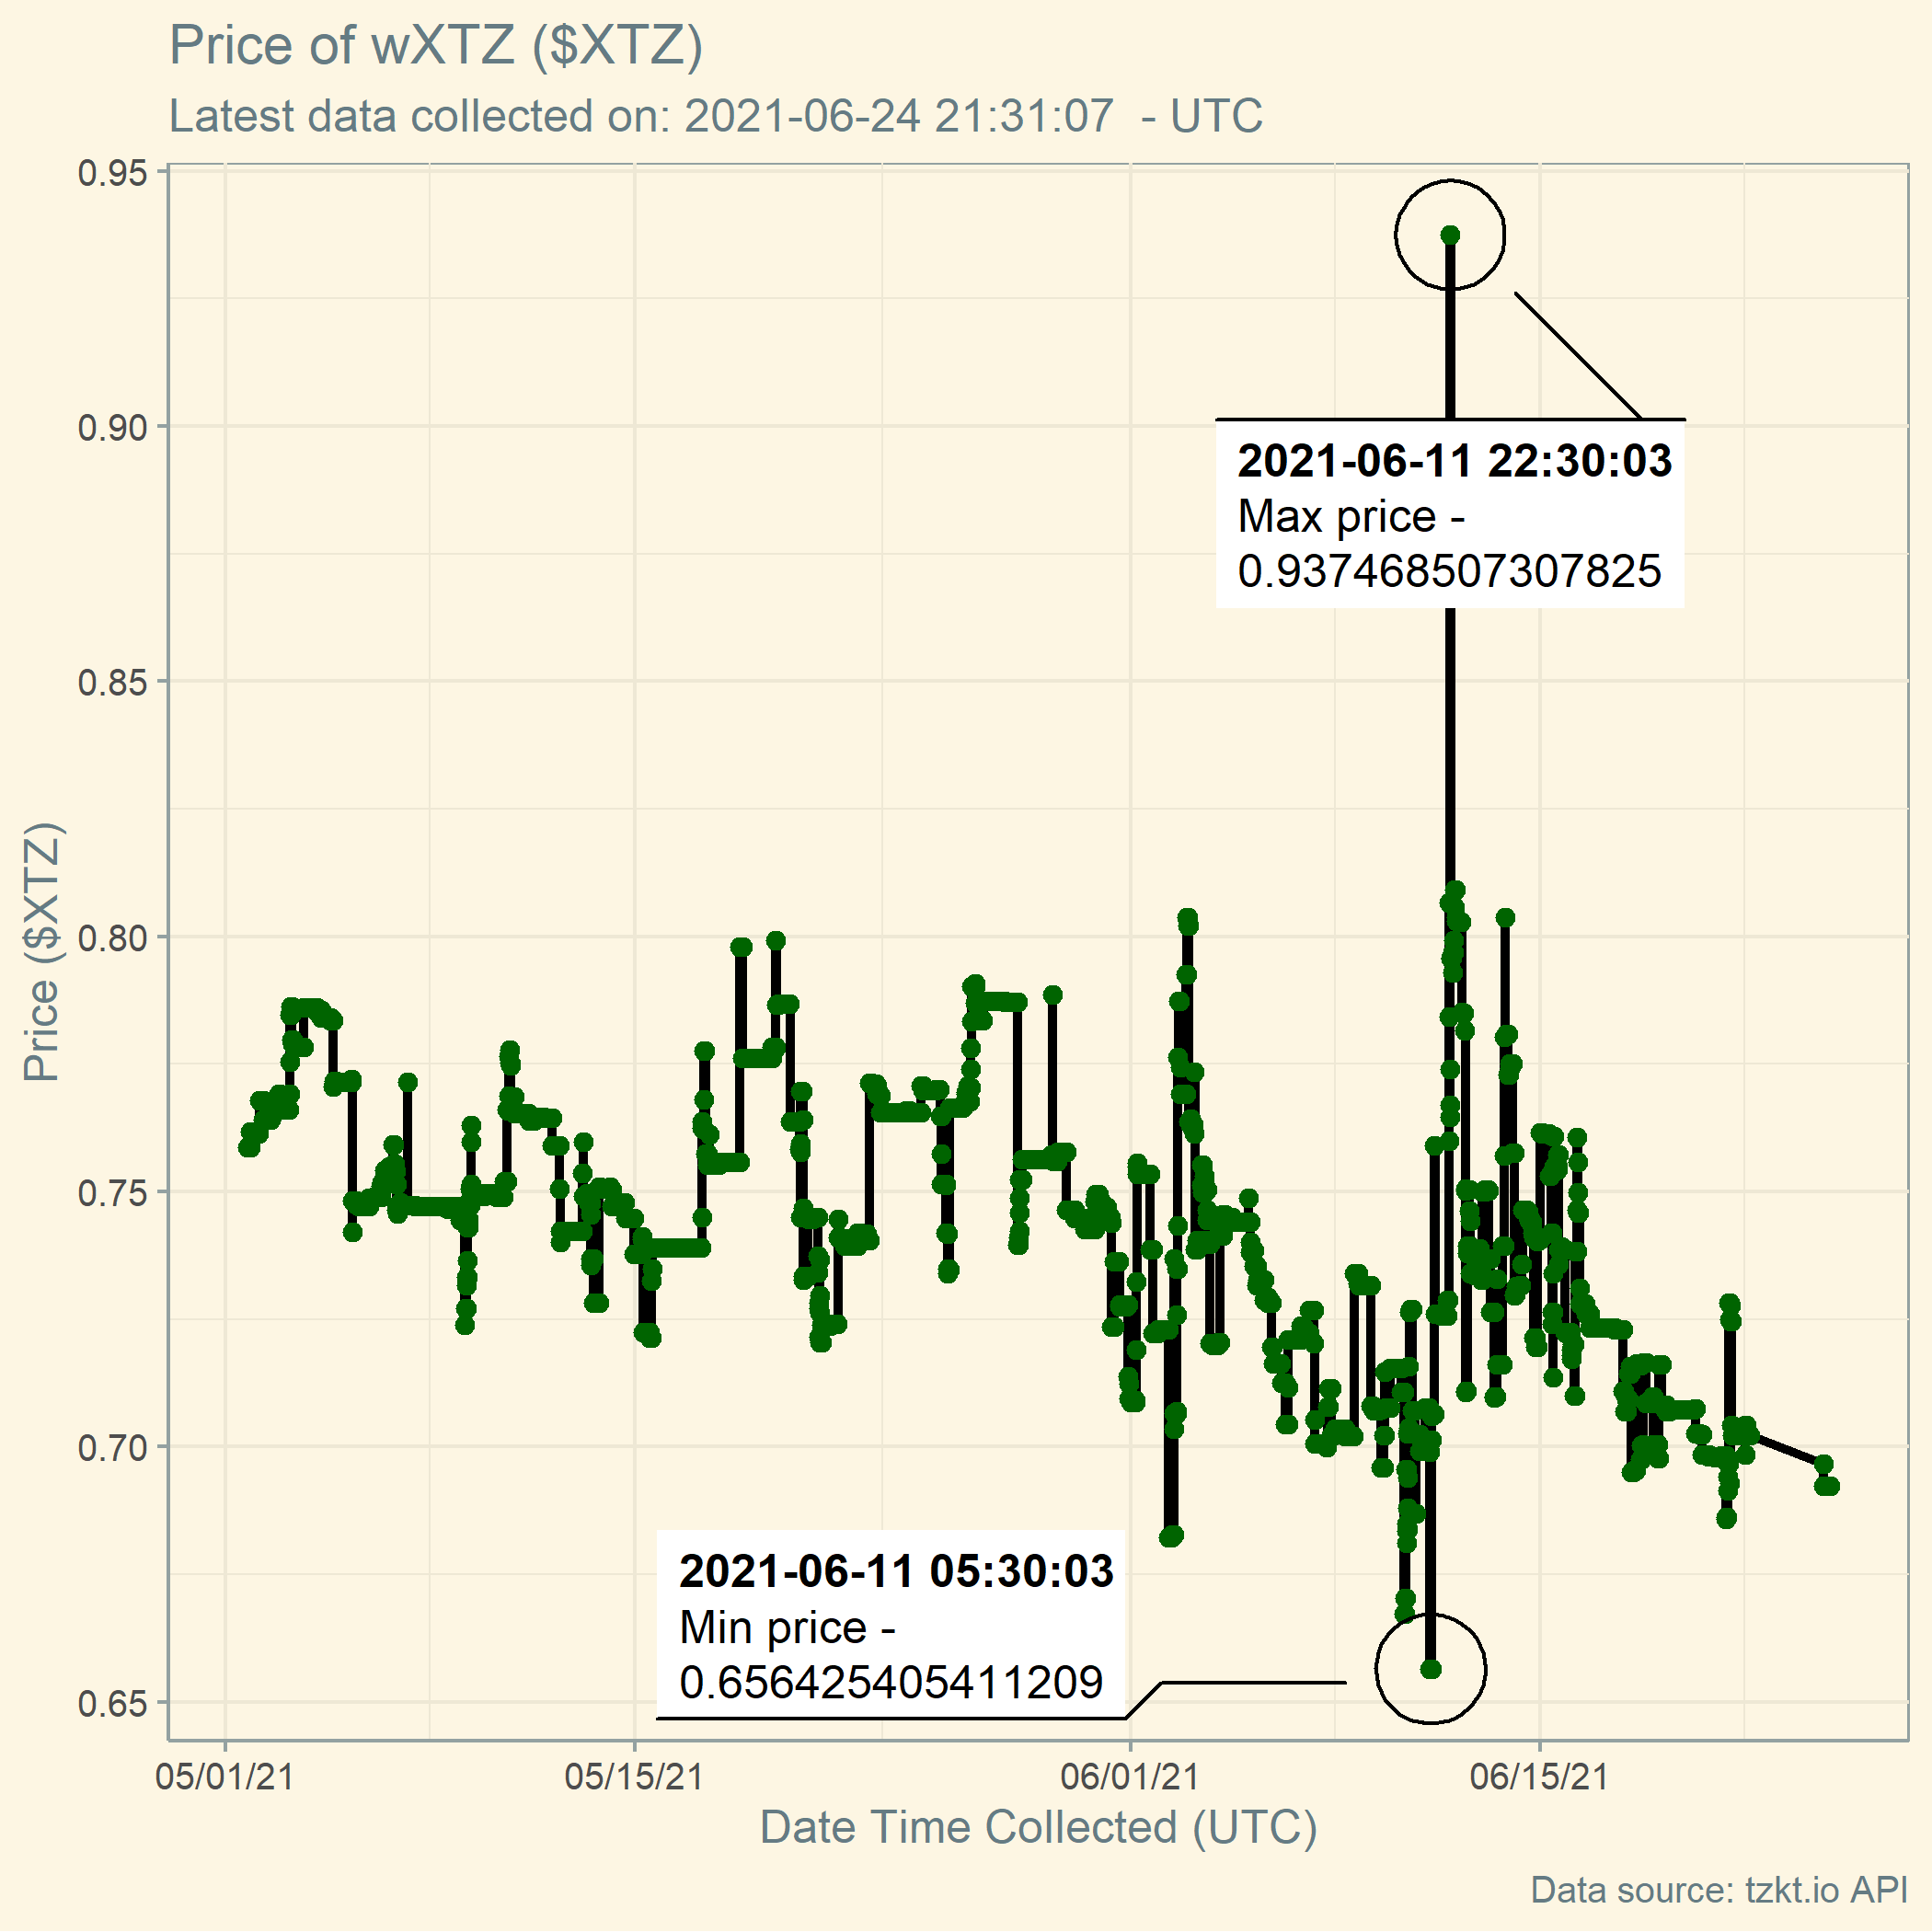 Price of wXTZ ($XTZ)
Latest data collected on: 2021-06-24 21:31:07  - UTC
0.95
0.90
0.85
0.80
0.75
0.70
0.65
Price ($XTZ)
2021-06-11 22:30:03
Max price -
0.937468507307825
2021-06-11 05:30:03
Min price -
0.656425405411209
05/01/21
05/15/21
06/01/21
06/15/21
Date Time Collected (UTC)
Data source: tzkt.io API